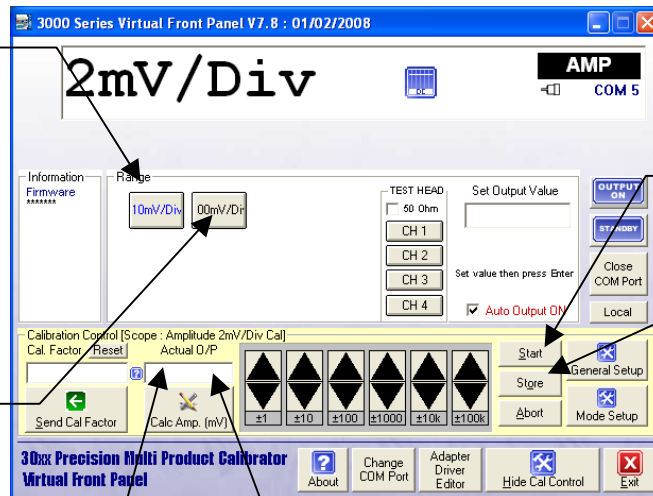 3000 Series Virtual Front Panel V7.8 : 01/02/2008
2mV/Div
AMP
COM 5
Information
Firmware
*******
Range
10mV/Div
00mV/Di
TEST HEAD
50 Ohm
CH 1
CH 2
CH 3
CH 4
Set Output Value
Set value then press Enter
Auto Output ON
OUTPUT
ON
STANDBY
Close
COM Port
Local
Calibration Control [Scope : Amplitude 2mV/Div Cal]
Cal. Factor
Reset
Actual O/P
Send Cal Factor
Calc Amp. (mV)
±1
±10
±100
±1000
±10k
±100k
Start
Store
Abort
General Setup
Mode Setup
30xx Precision Multi Product Calibrator
Virtual Front Panel
About
Change
COM Port
Adapter
Driver
Editor
Hide Cal Control
Exit